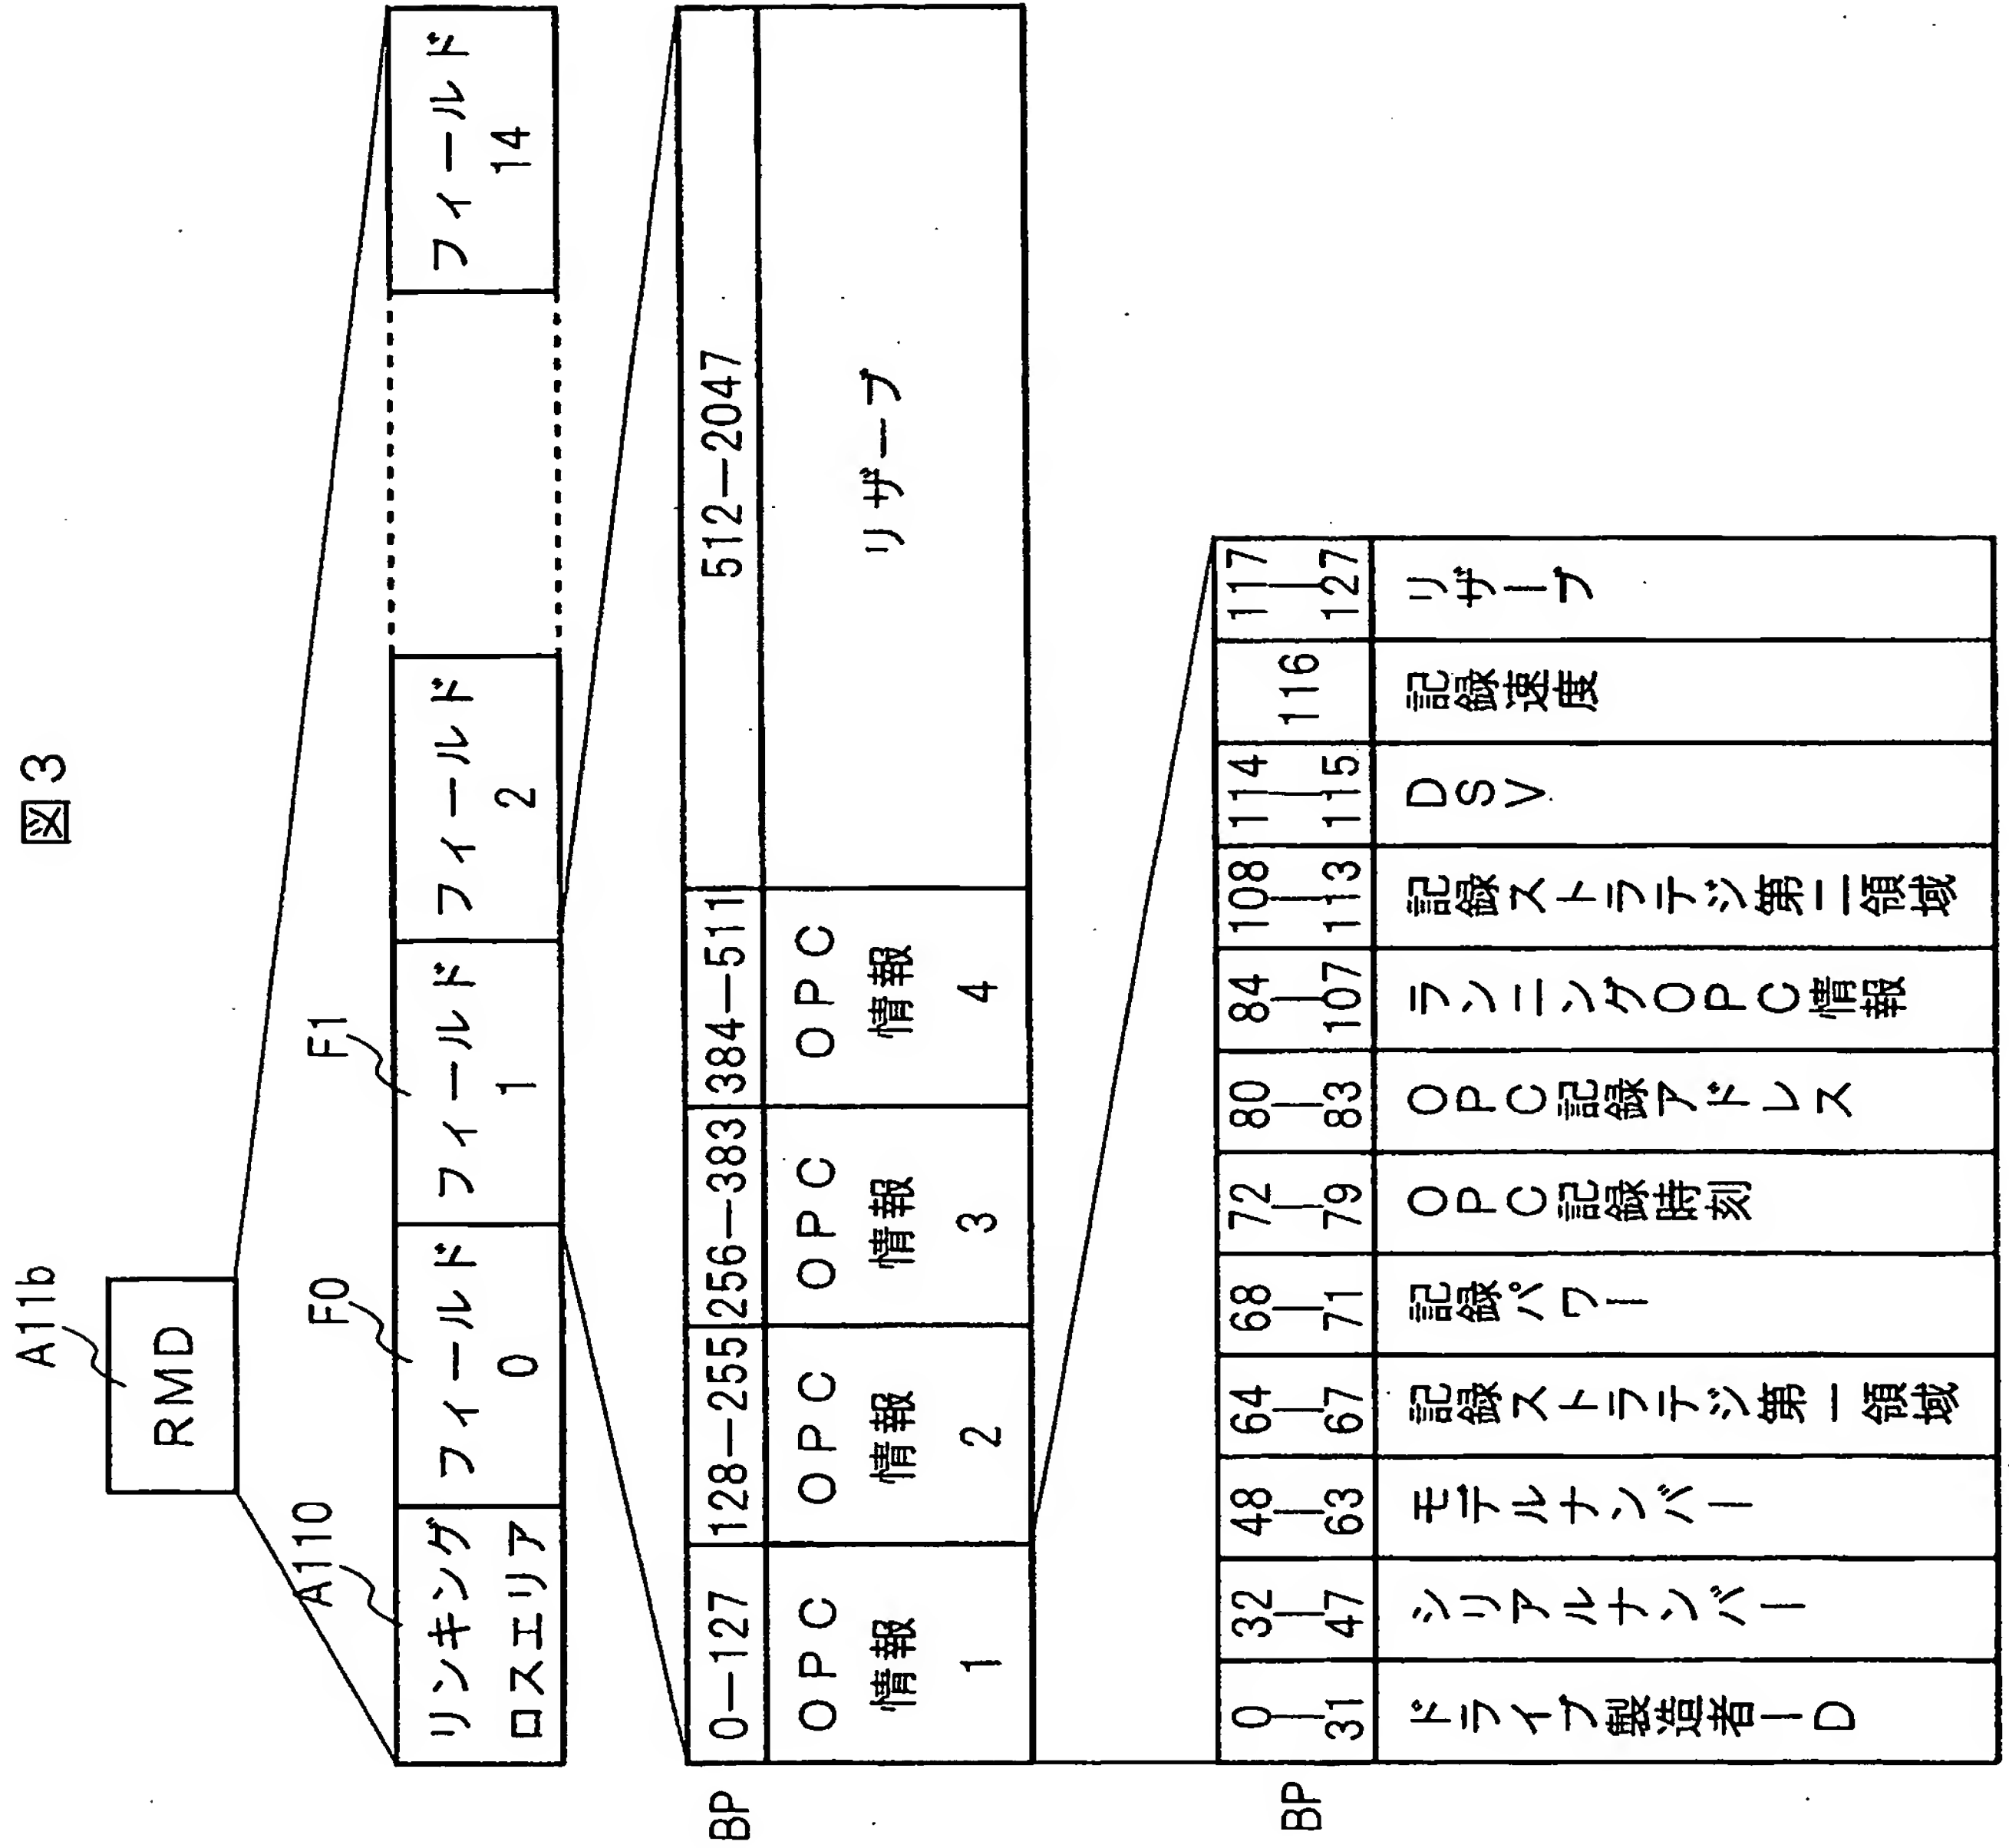 図3
A11b
RMD
A110
F0
F1
リンキング
ロスエリア
フィールド
0
フィールド
1
フィールド
2
フィールド
14
BP
0—127
128—255
256—383
384—511
512—2047
OPC
情報
1
OPC
情報
2
OPC
情報
3
OPC
情報
4
リザーブ
BP
0—31
32—47
48—63
64—67
68—71
72—79
80—83
84—107
108—113
114—115
116
117—127
ドライブ製造者ID
シリアルナンバー
モデルナンバー
記録ストラテジ第一領域
記録パワー
OPC記録時刻
OPC記録アドレス
ランニングOPC情報
記録ストラテジ第二領域
DSV
記録速度
リザーブ